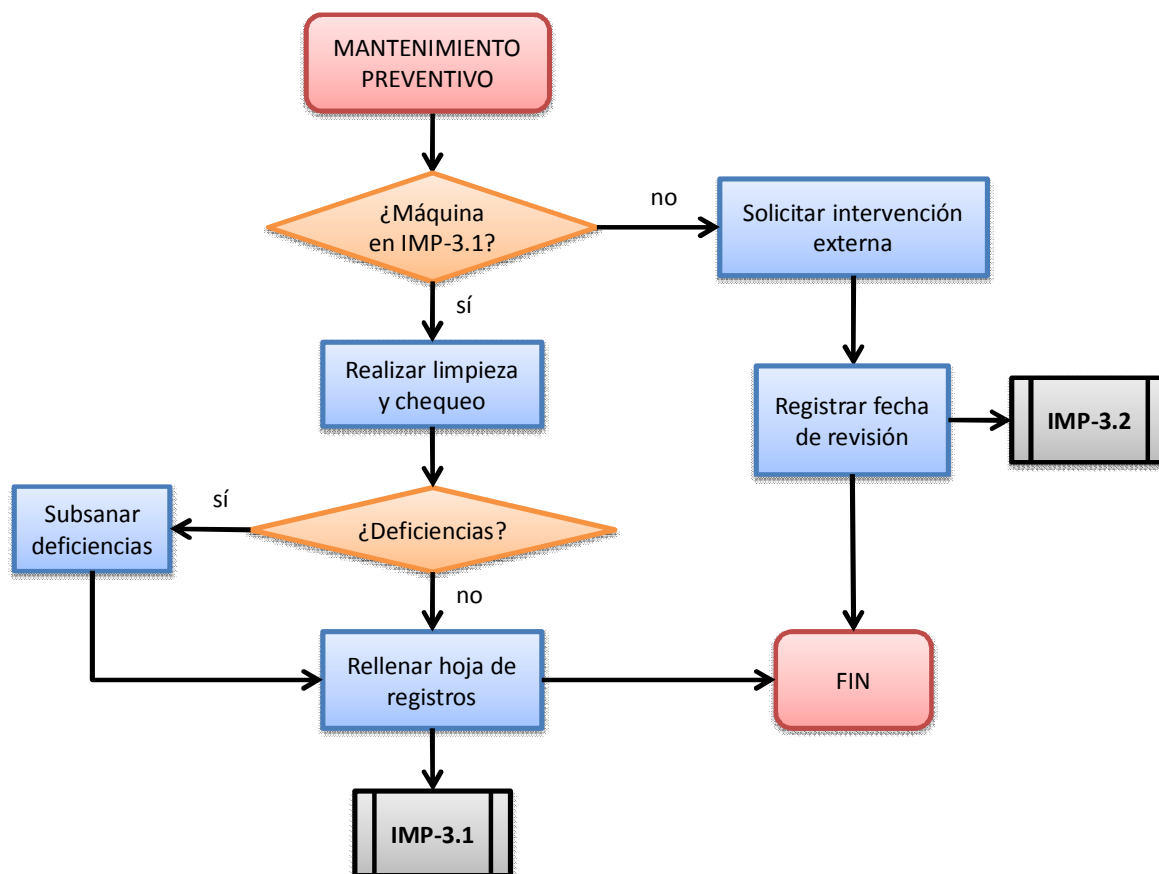 MANTENIMIENTO
PREVENTIVO
¿Máquina
en IMP-3.1?
no
Solicitar intervención
externa
sí
Realizar limpieza
y chequeo
Registrar fecha
de revisión
IMP-3.2
Subsanar
deficiencias
sí
¿Deficiencias?
no
Rellenar hoja de
registros
FIN
IMP-3.1